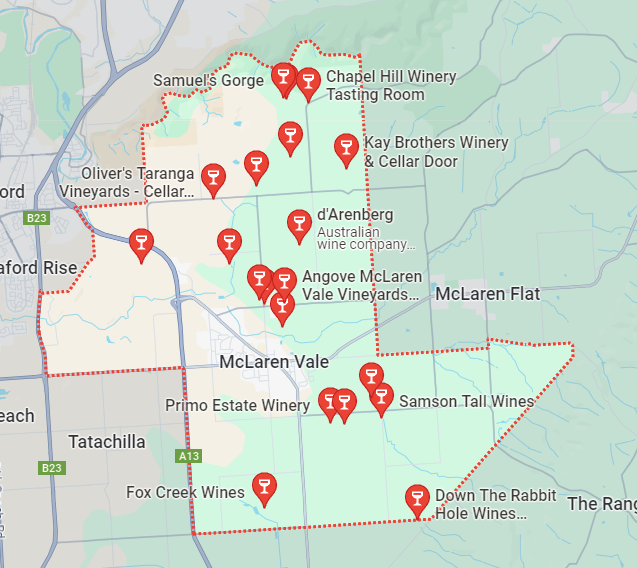 Samuel's Gorge
Chapel Hill Winery
Tasting Room
Kay Brothers Winery
& Cellar Door
Oliver's Taranga
Vineyards - Cellar...
ford
B23
d'Arenberg
Australian
wine company...
aford Rise
Angove McLaren
Vale Vineyards...
McLaren Flat
McLaren Vale
Primo Estate Winery
Samson Tall Wines
each
Tatachilla
A13
B23
Fox Creek Wines
Down The Rabbit
Hole Wines...
The Rang